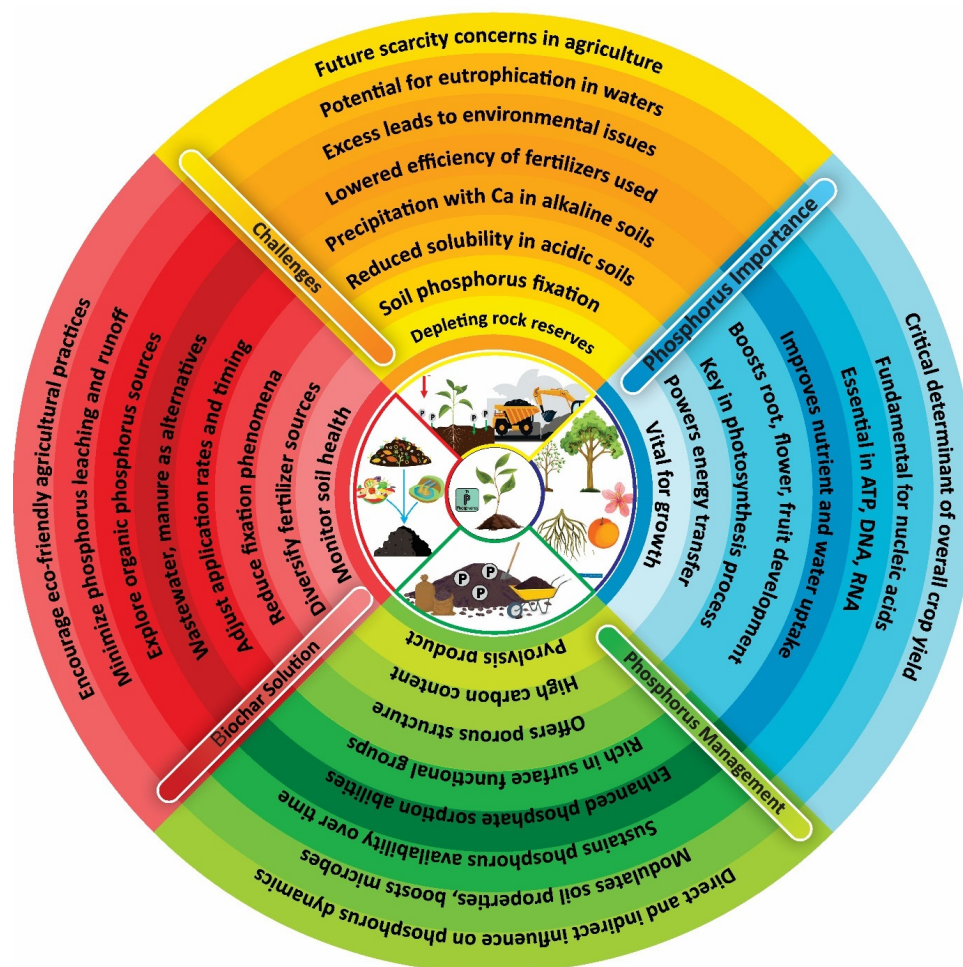 Future scarcity concerns in agriculture
Potential for eutrophication in waters
Excess leads to environmental issues
Lowered efficiency of fertilizers used
Precipitation with Ca in alkaline soils
Reduced solubility in acidic soils
Soil phosphorus fixation
Depleting rock reserves
Challenges
Phosphorus Importance
Critical determinant of overall crop yield
Fundamental for nucleic acids
Essential in ATP, DNA, RNA
Improves nutrient and water uptake
Boosts root, flower, fruit development
Key in photosynthesis process
Powers energy transfer
Vital for growth
Phosphorus Management
Pyrolysis product
High carbon content
Offers porous structure
Rich in surface functional groups
Enhanced phosphate sorption abilities
Sustains phosphorus availability over time
Modulates soil properties, boosts microbes
Direct and indirect influence on phosphorus dynamics
Biochar Solution
Encourage eco-friendly agricultural practices
Minimize phosphorus leaching and runoff
Explore organic phosphorus sources
Wastewater, manure as alternatives
Adjust application rates and timing
Reduce fixation phenomena
Diversify fertilizer sources
Monitor soil health
P
P
P
P
P
Phosphorus
P
P
P